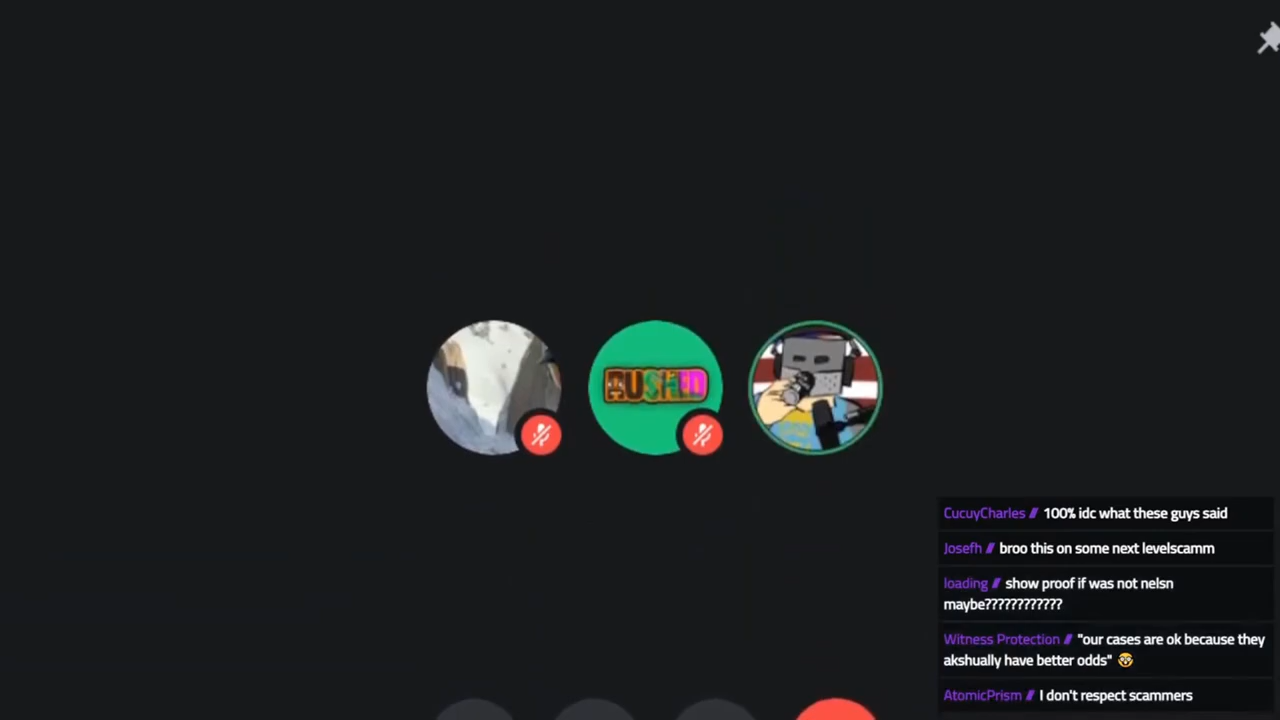 RUSHED
CucuyCharles // 100% idc what these guys said
Josefh // broo this on some next levelscamm
loading // show proof if was not nelsn
maybe????????????
Witness Protection // "our cases are ok because they
akshually have better odds" 🤓
AtomicPrism // I don't respect scammers